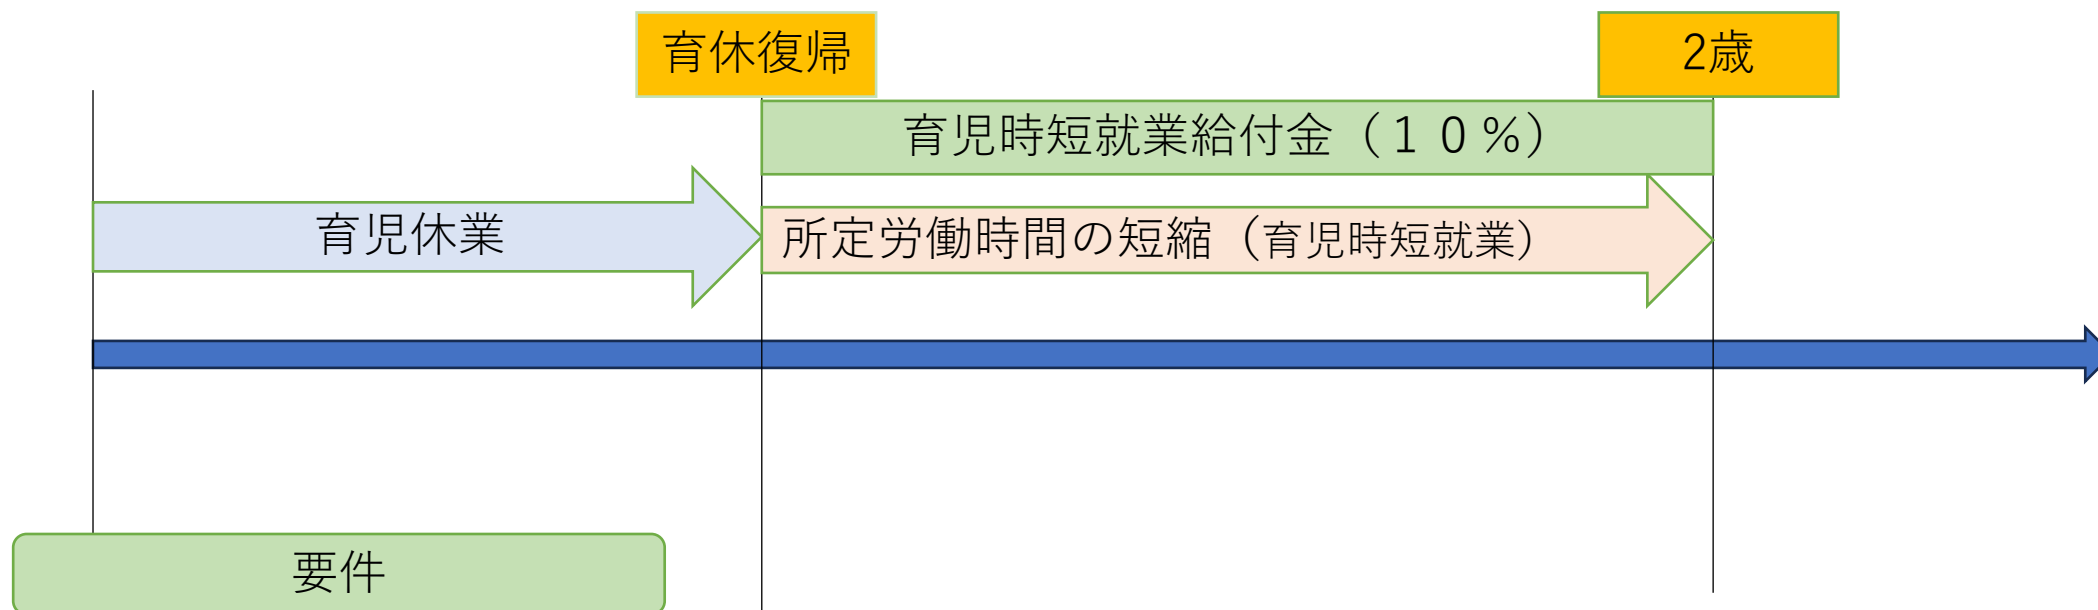 育休復帰
2歳
育児時短就業給付金（１０％）
育児休業
所定労働時間の短縮（育児時短就業）
要件